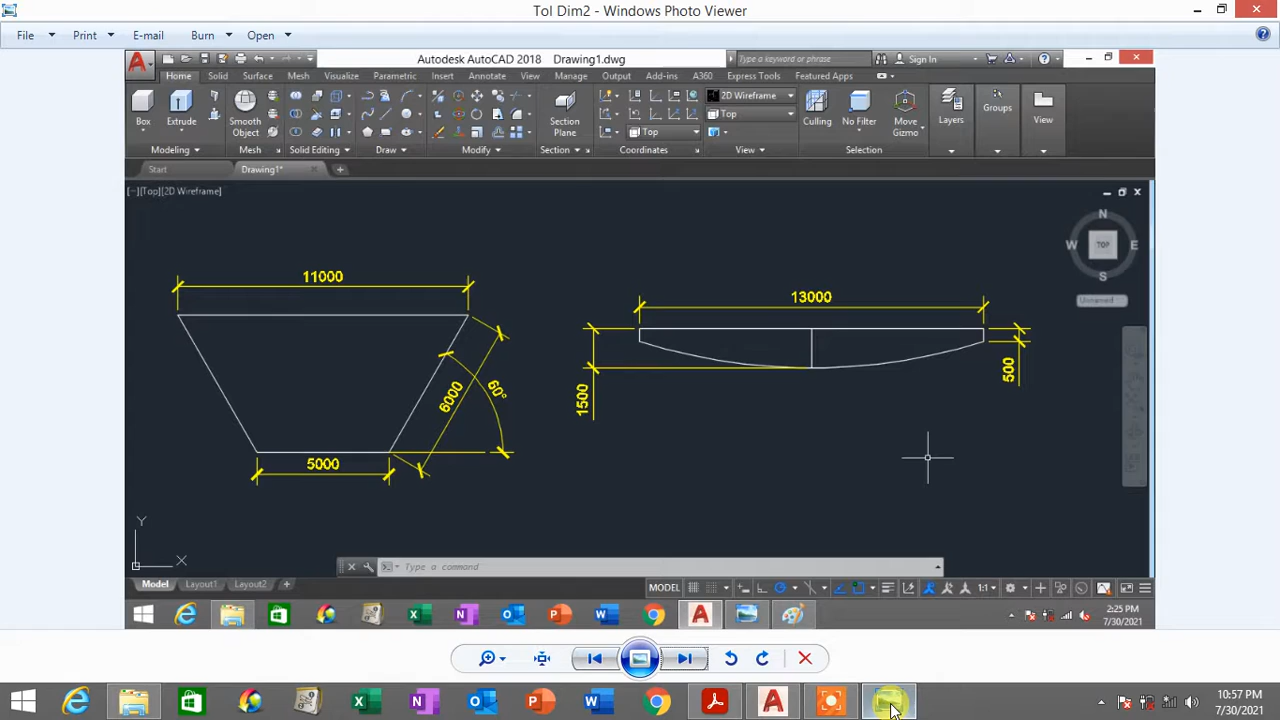 Tol Dim2 - Windows Photo Viewer
File Print E-mail Burn Open
Autodesk AutoCAD 2018 Drawing1.dwg
Type a keyword or phrase
Sign In
Home Solid Surface Mesh Visualize Parametric Insert Annotate View Manage Output Add-ins A360 Express Tools Featured Apps
Box
Extrude
Smooth Object
Section Plane
Top
2D Wireframe
Top
Culling
No Filter
Move Gizmo
Layers
Groups
View
Modeling Mesh Solid Editing Draw Modify Section Coordinates View Selection
Start Drawing1*
[−][Top][2D Wireframe]
N
W TOP E
S
Unnamed
11000
13000
6000
60°
5000
1500
500
Y
X
Type a command
Model Layout1 Layout2
MODEL
1:1
2:25 PM
7/30/2021
10:57 PM
7/30/2021